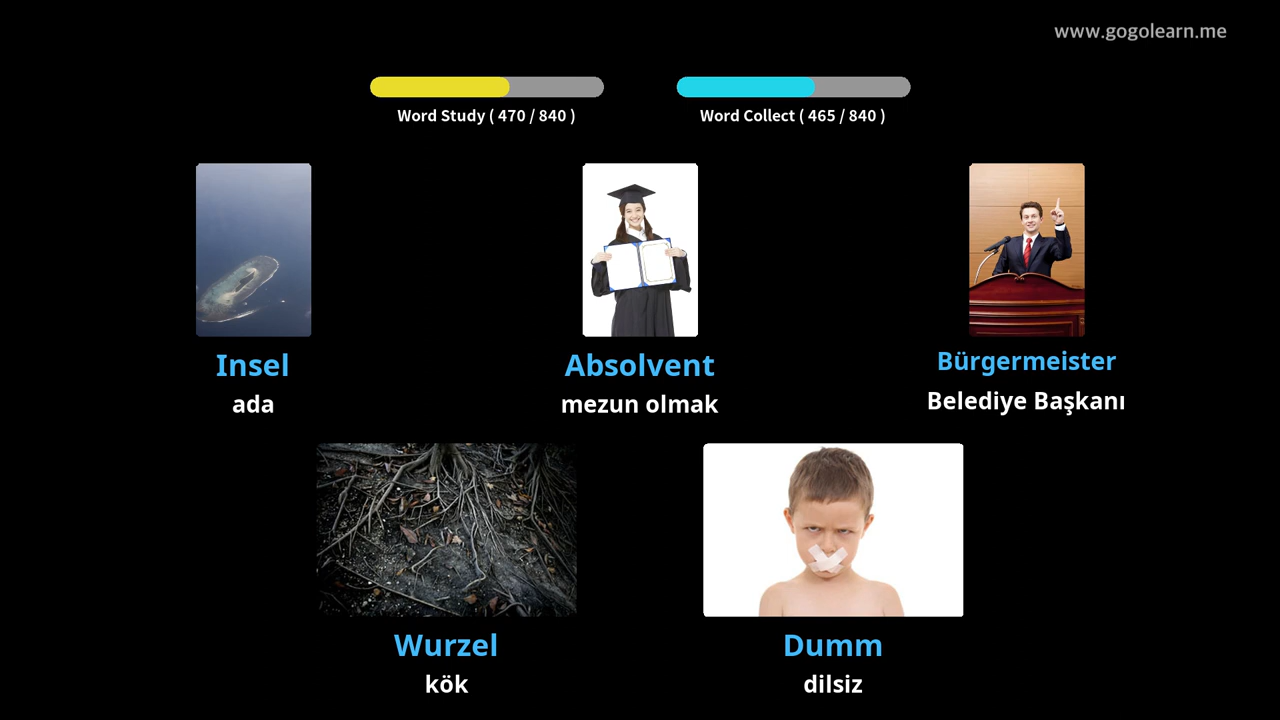 www.gogolearn.me
Word Study ( 470 / 840 )
Word Collect ( 465 / 840 )
Insel
ada
Absolvent
mezun olmak
Bürgermeister
Belediye Başkanı
Wurzel
kök
Dumm
dilsiz